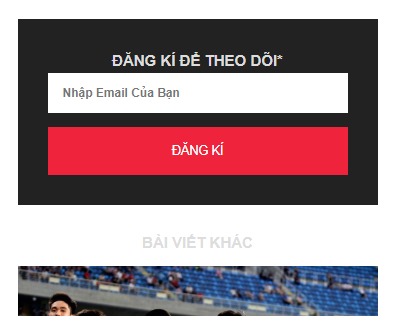 ĐĂNG KÍ ĐỂ THEO DÕI*
Nhập Email Của Bạn
ĐĂNG KÍ
BÀI VIẾT KHÁC